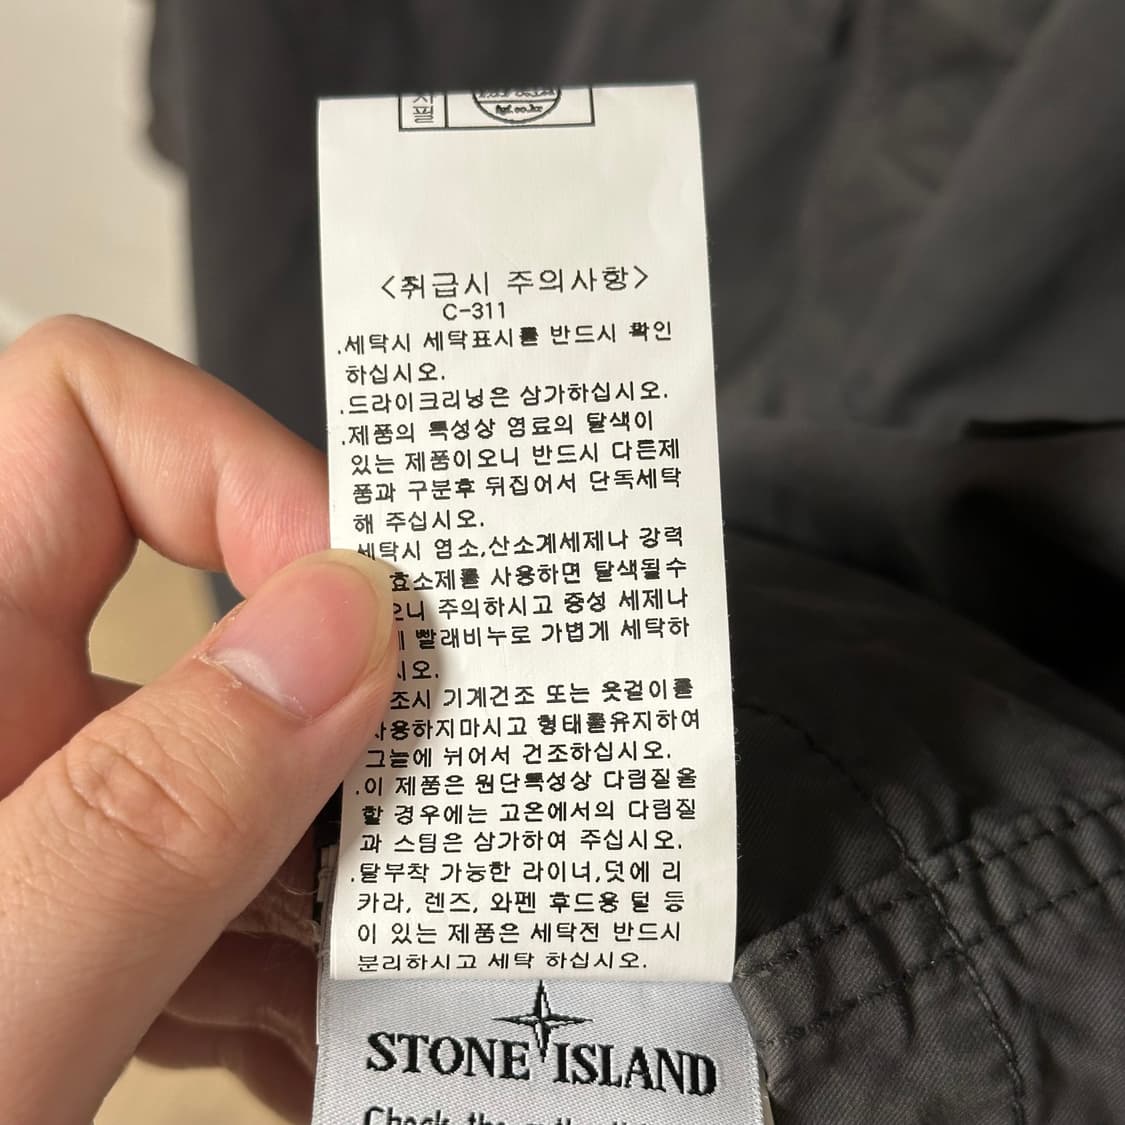 필
fgf.co.kr
<취급시 주의사항>
C-311
.세탁시 세탁표시를 반드시 확인
하십시오.
.드라이크리닝은 삼가하십시오.
.제품의 특성상 염료의 탈색이
있는 제품이오니 반드시 다른제
품과 구분후 뒤집어서 단독세탁
해 주십시오.
세탁시 염소,산소계세제나 강력
효소제를 사용하면 탈색될수
오니 주의하시고 중성 세제나
빨래비누로 가볍게 세탁하
시오.
조시 기계건조 또는 옷걸이를
사용하지마시고 형태를유지하여
그늘에 뉘어서 건조하십시오.
.이 제품은 원단특성상 다림질을
할 경우에는 고온에서의 다림질
과 스팀은 삼가하여 주십시오.
.탈부착 가능한 라이너,덧에 리
카라, 렌즈, 와펜 후드용 털 등
이 있는 제품은 세탁전 반드시
분리하시고 세탁 하십시오.
STONE ISLAND
Check the